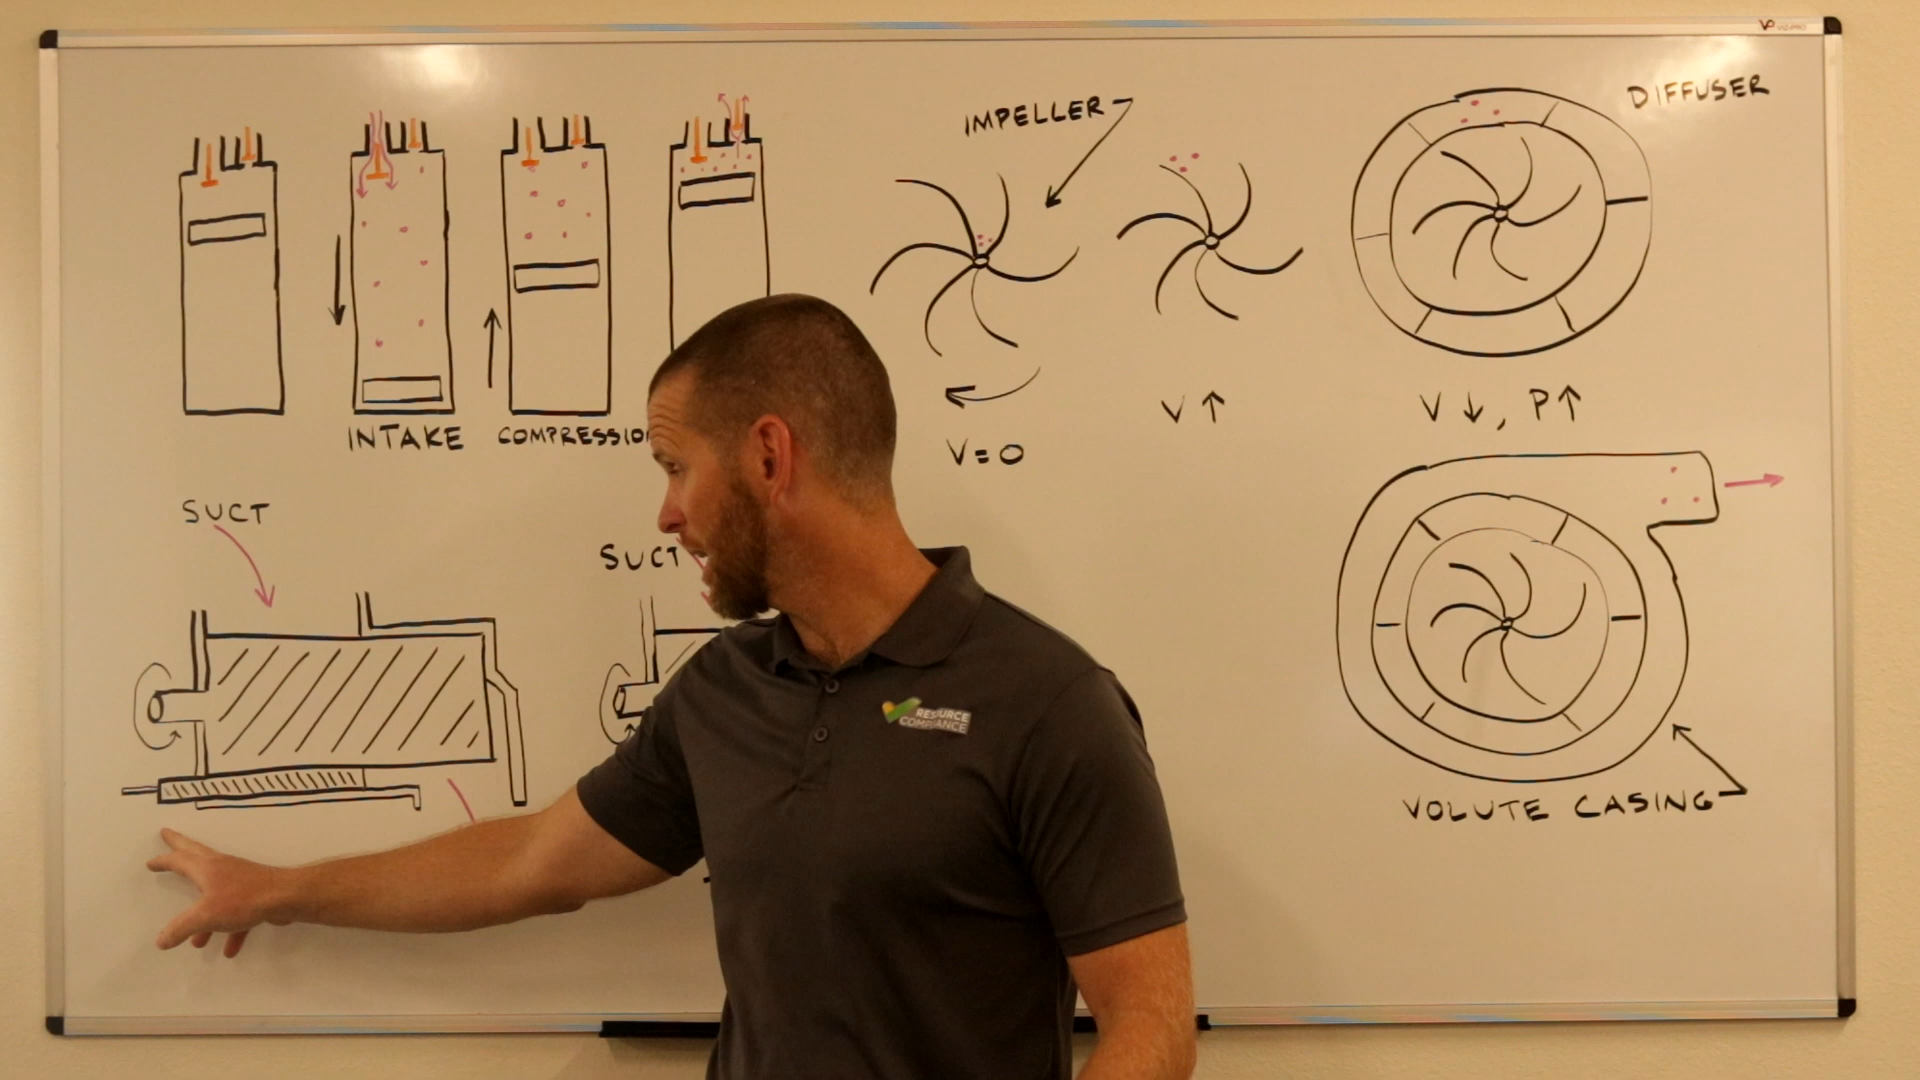 IMPELLER
DIFFUSER
INTAKE
COMPRESSIO
V=0
V↑
V↓, P↑
SUCT
SUCT
VOLUTE CASING
RESOURCE
COMPLIANCE